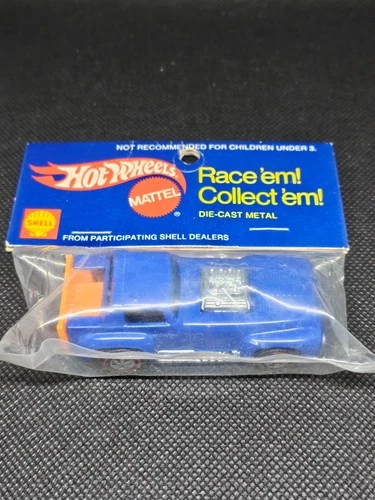 NOT RECOMMENDED FOR CHILDREN UNDER 3.
Hot Wheels
MATTEL
®
Race 'em!
Collect 'em!
DIE-CAST METAL
SHELL
FROM PARTICIPATING SHELL DEALERS